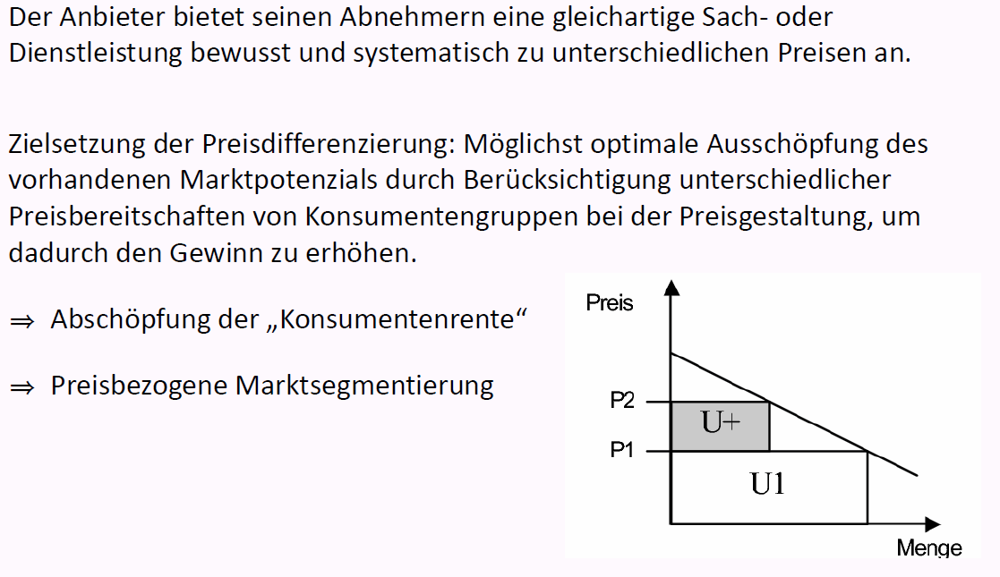 Der Anbieter bietet seinen Abnehmern eine gleichartige Sach- oder
Dienstleistung bewusst und systematisch zu unterschiedlichen Preisen an.
Zielsetzung der Preisdifferenzierung: Möglichst optimale Ausschöpfung des
vorhandenen Marktpotenzials durch Berücksichtigung unterschiedlicher
Preisbereitschaften von Konsumentengruppen bei der Preisgestaltung, um
dadurch den Gewinn zu erhöhen.
⇒ Abschöpfung der „Konsumentenrente“
⇒ Preisbezogene Marktsegmentierung
Preis
P2
U+
P1
U1
Menge